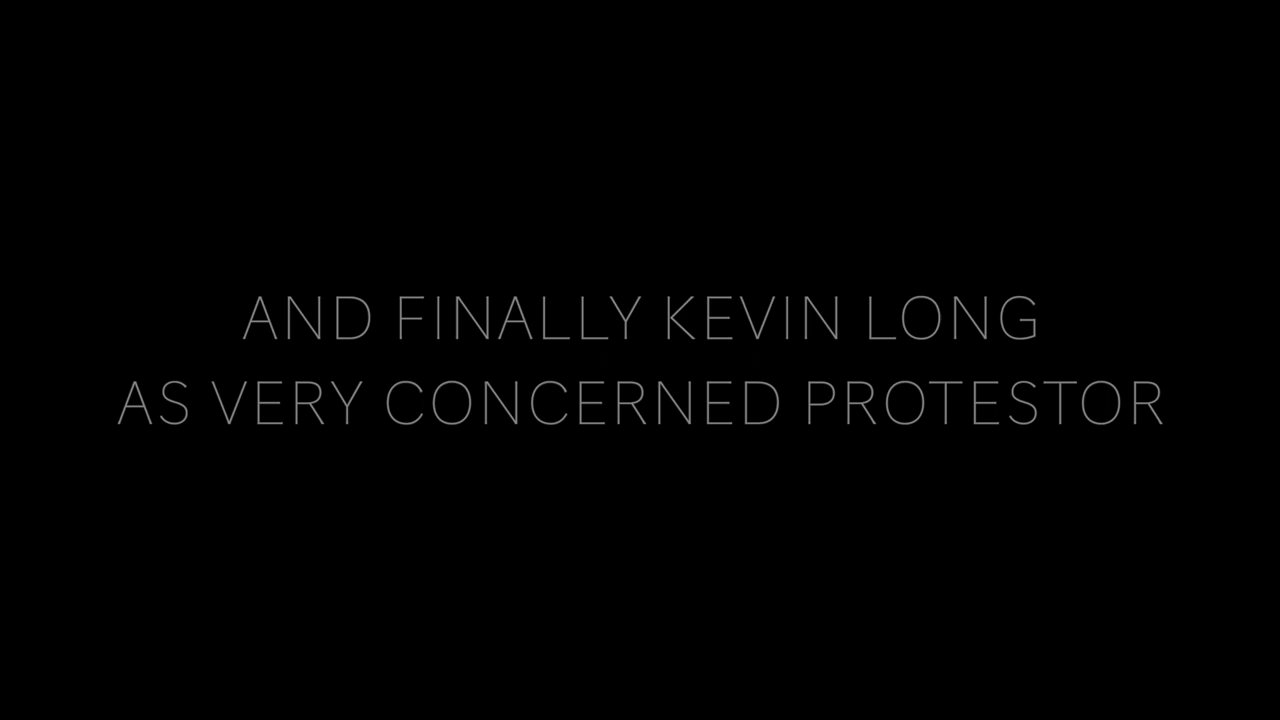 AND FINALLY KEVIN LONG
AS VERY CONCERNED PROTESTOR